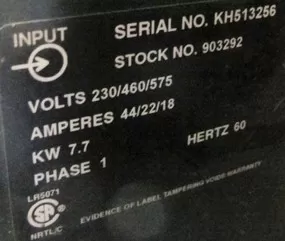 INPUT
SERIAL NO. KH513256
STOCK NO. 903292
VOLTS 230/460/575
AMPERES 44/22/18
KW 7.7
HERTZ 60
PHASE 1
LR5071
NRTL/C
EVIDENCE OF LABEL TAMPERING VOIDS WARRANTY